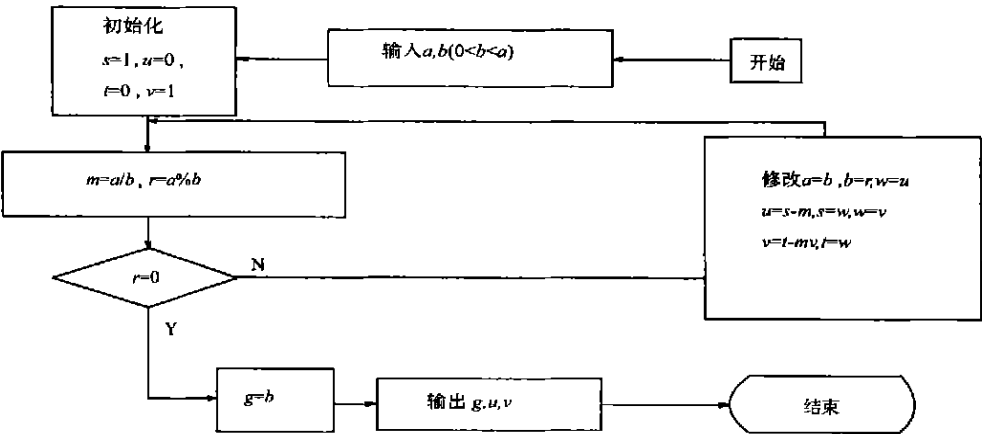 开始
输入a,b(0<b<a)
初始化
s=1,u=0,
t=0,v=1
m=a/b,r=a%b
r=0
N
修改a=b,b=r,w=u
u=s-m,s=w,w=v
v=t-mv,t=w
Y
g=b
输出 g,u,v
结束